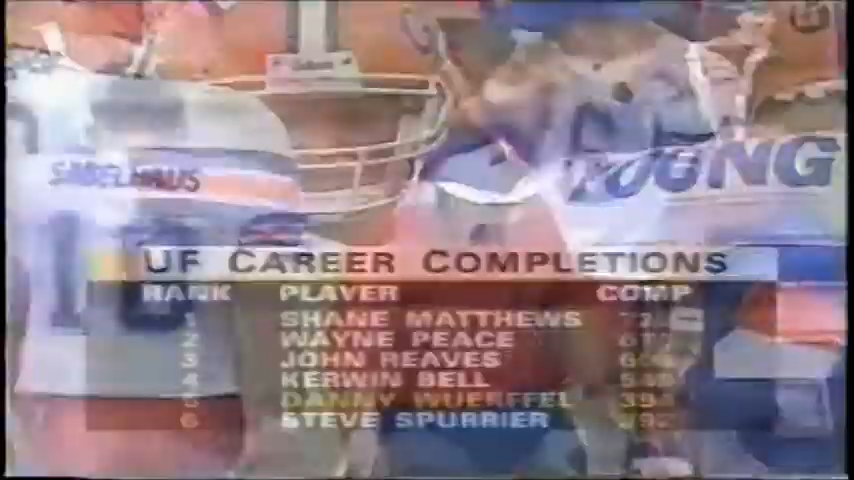 SABELHAUS
YOUNG
UF CAREER COMPLETIONS
RANK PLAYER COMP
1 SHANE MATTHEWS
2 WAYNE PEACE
3 JOHN REAVES
4 KERWIN BELL
5 DANNY WUERFFEL
6 STEVE SPURRIER